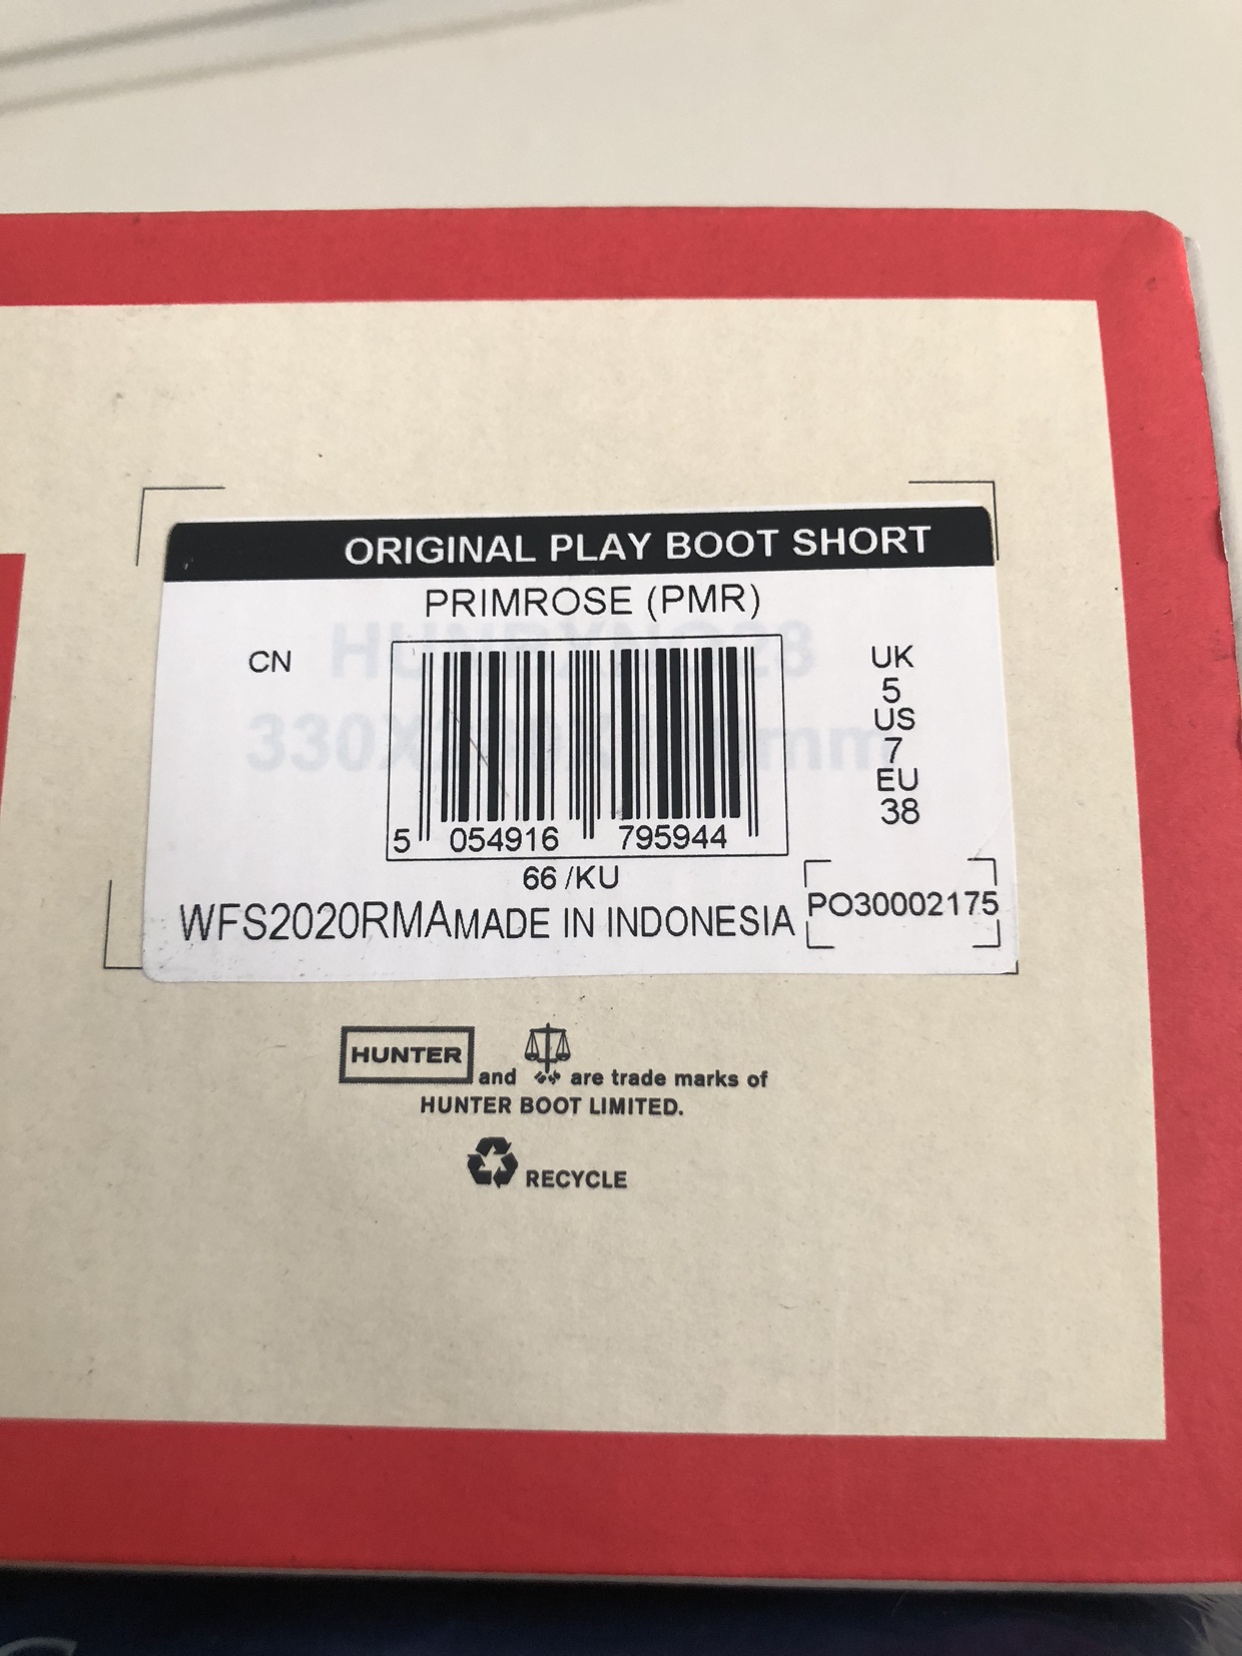 ORIGINAL PLAY BOOT SHORT
PRIMROSE (PMR)
CN
UK
5
US
7
EU
38
5 054916 795944
66 /KU
WFS2020RMA MADE IN INDONESIA
PO30002175
HUNTER and are trade marks of
HUNTER BOOT LIMITED.
RECYCLE